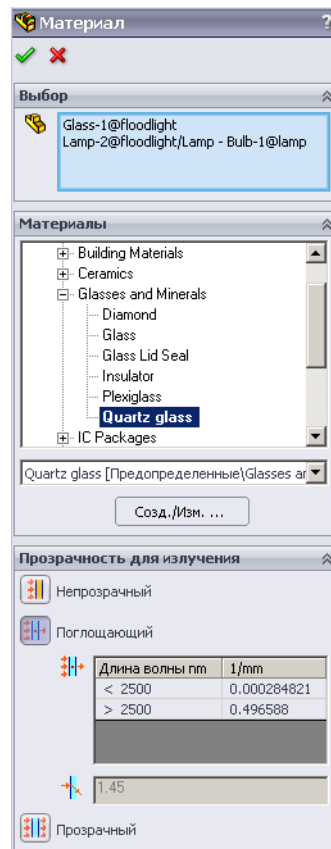 Материал ?
Выбор
Glass-1@floodlight
Lamp-2@floodlight/Lamp - Bulb-1@lamp
Материалы
Building Materials
Ceramics
Glasses and Minerals
Diamond
Glass
Glass Lid Seal
Insulator
Plexiglass
Quartz glass
IC Packages
Quartz glass [Предопределенные\Glasses ar
Созд./Изм. ...
Прозрачность для излучения
Непрозрачный
Поглощающий
Длина волны nm 1/mm
< 2500 0.000284821
> 2500 0.496588
1.45
Прозрачный